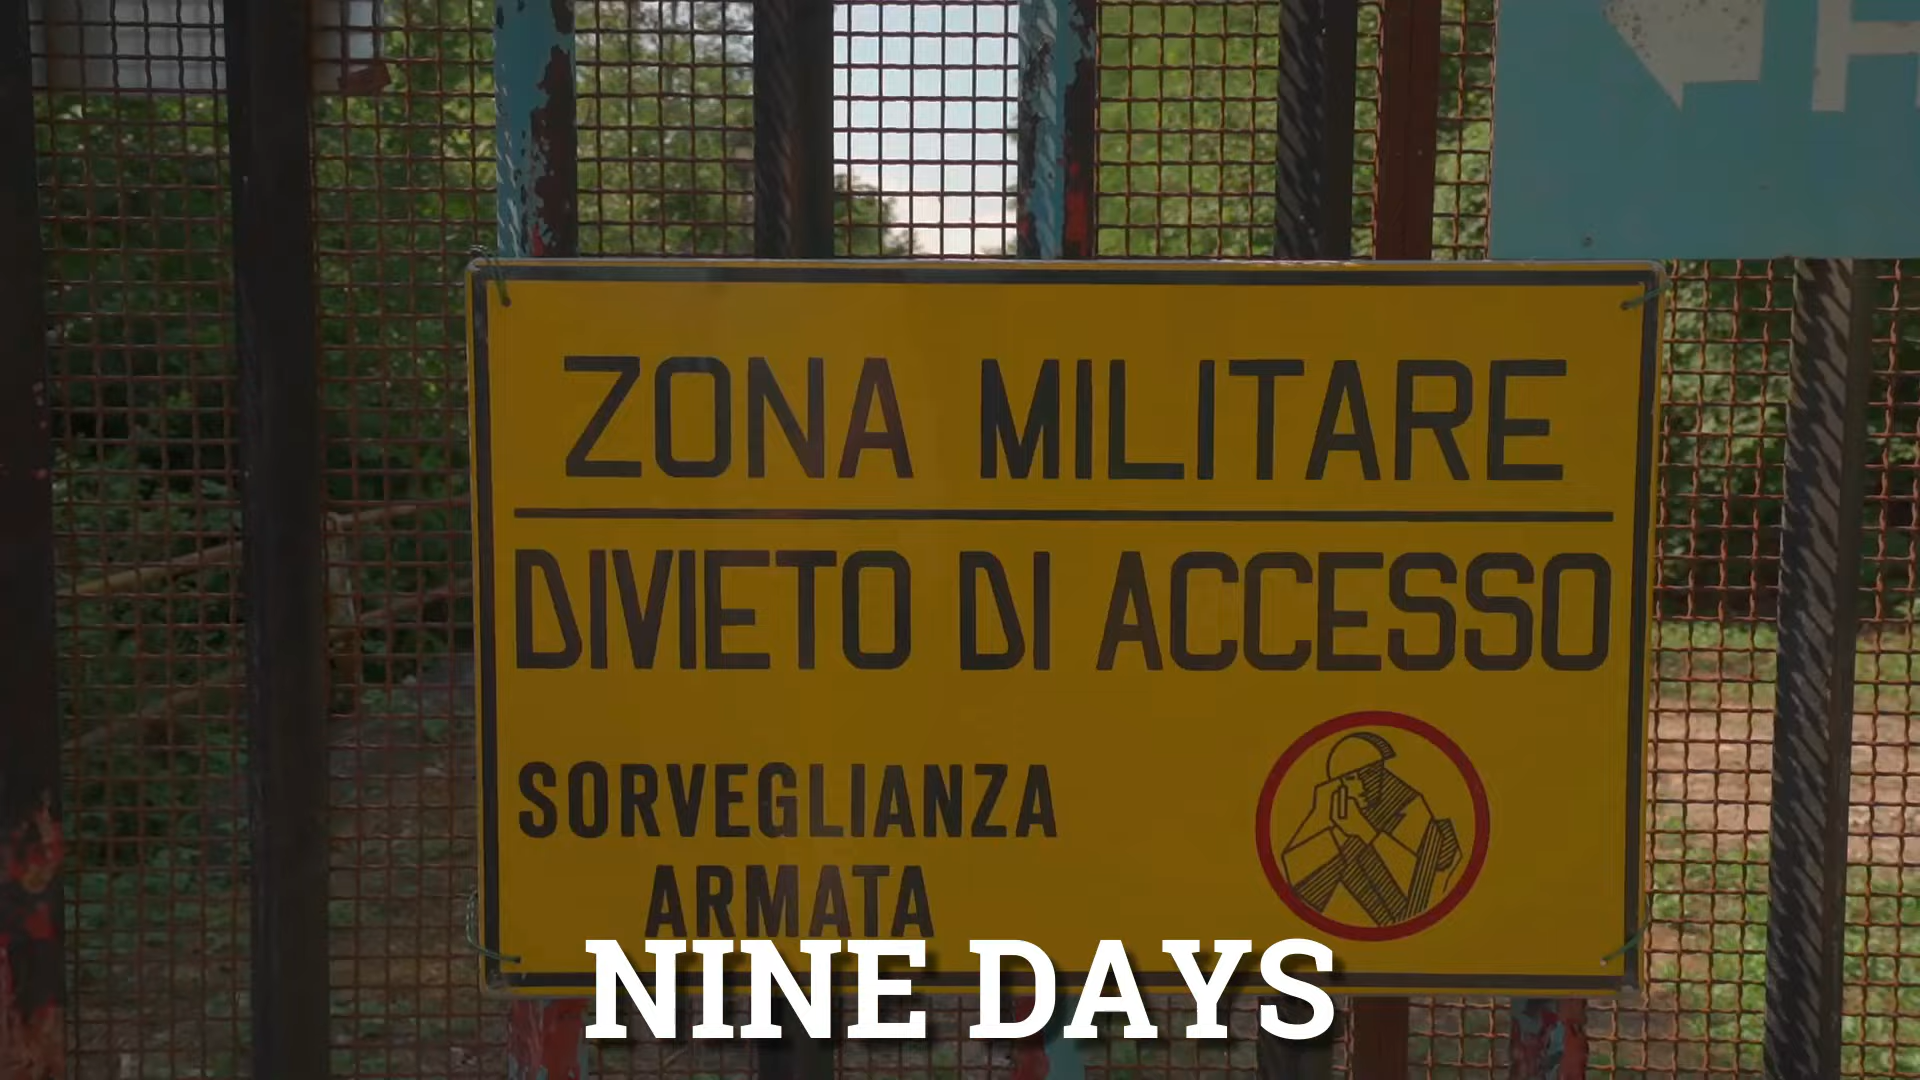 ZONA MILITARE
DIVIETO DI ACCESSO
SORVEGLIANZA
ARMATA
NINE DAYS